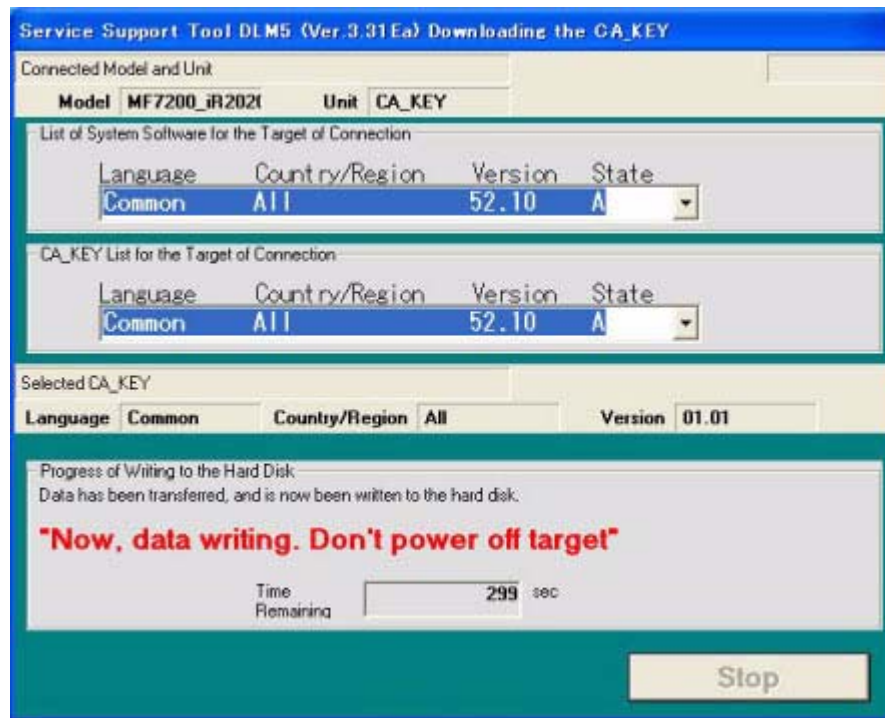 Service Support Tool DLM5 (Ver.3.31Ea) Downloading the CA_KEY
Connected Model and Unit
Model MF7200_iR202( Unit CA_KEY
List of System Software for the Target of Connection
Language Country/Region Version State
Common All 52.10 A
CA_KEY List for the Target of Connection
Language Country/Region Version State
Common All 52.10 A
Selected CA_KEY
Language Common Country/Region All Version 01.01
Progress of Writing to the Hard Disk
Data has been transferred, and is now been written to the hard disk.
"Now, data writing. Don't power off target"
Time
Remaining 299 sec
Stop